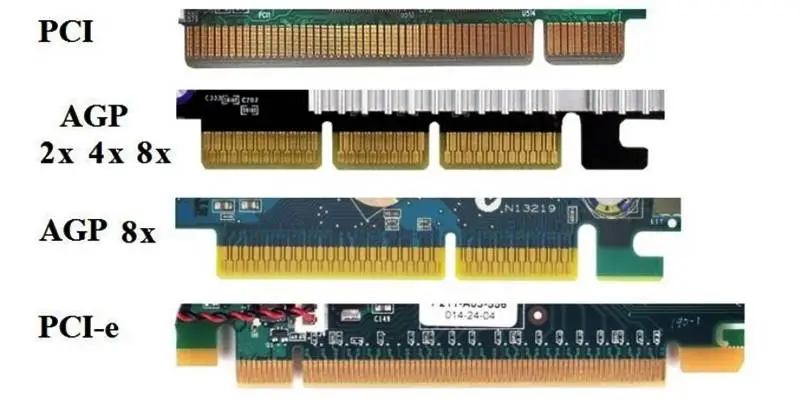 PCI
AGP
2x 4x 8x
AGP 8x
N13219
PCI-e
014-24-04